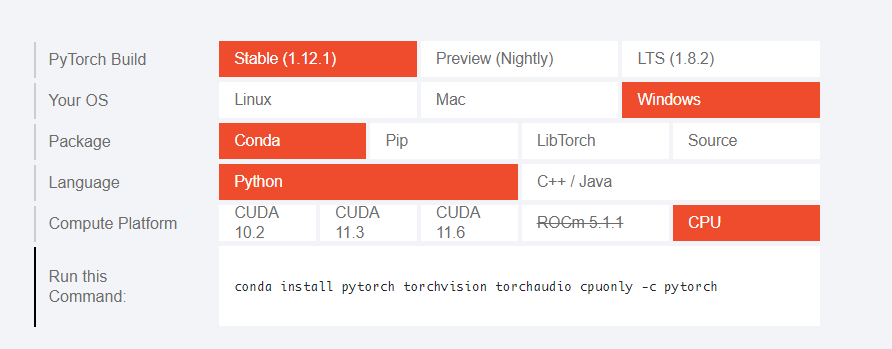 PyTorch Build
Stable (1.12.1)
Preview (Nightly)
LTS (1.8.2)
Your OS
Linux
Mac
Windows
Package
Conda
Pip
LibTorch
Source
Language
Python
C++ / Java
Compute Platform
CUDA
10.2
CUDA
11.3
CUDA
11.6
ROCm 5.1.1
CPU
Run this
Command:
conda install pytorch torchvision torchaudio cpuonly -c pytorch